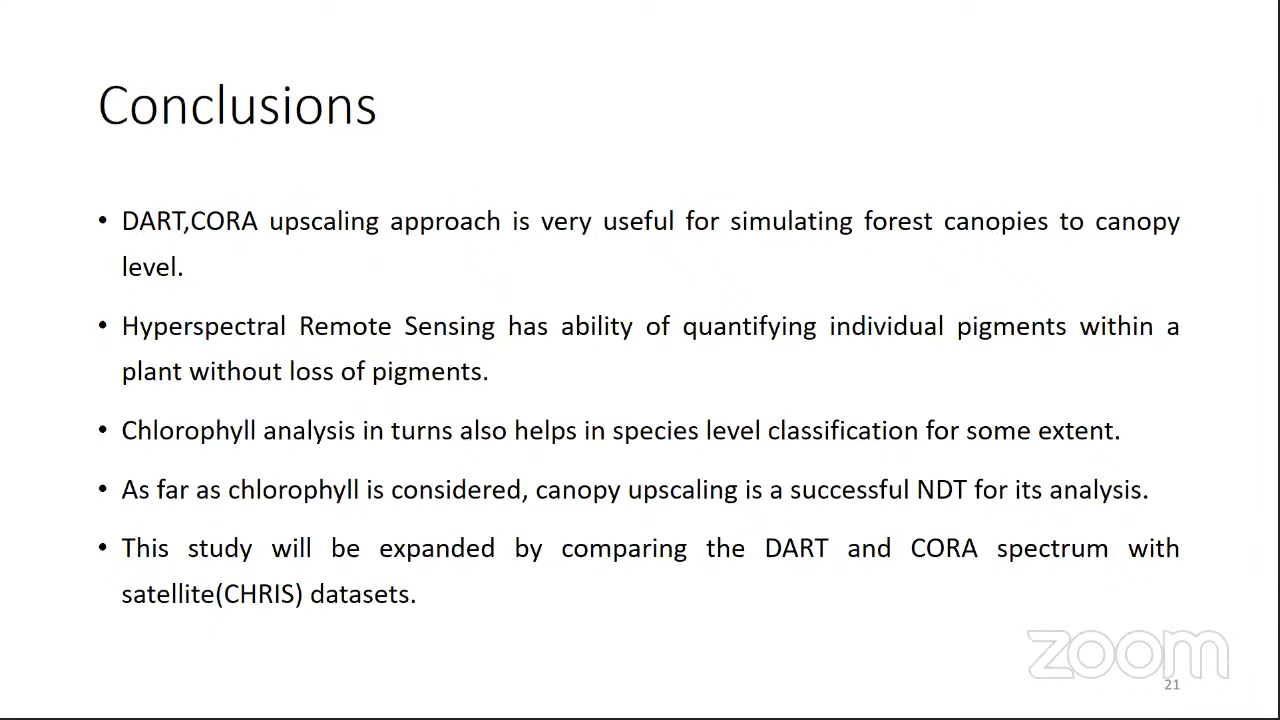 Conclusions
• DART,CORA upscaling approach is very useful for simulating forest canopies to canopy
level.
• Hyperspectral Remote Sensing has ability of quantifying individual pigments within a
plant without loss of pigments.
• Chlorophyll analysis in turns also helps in species level classification for some extent.
• As far as chlorophyll is considered, canopy upscaling is a successful NDT for its analysis.
• This study will be expanded by comparing the DART and CORA spectrum with
satellite(CHRIS) datasets.
zoom
21